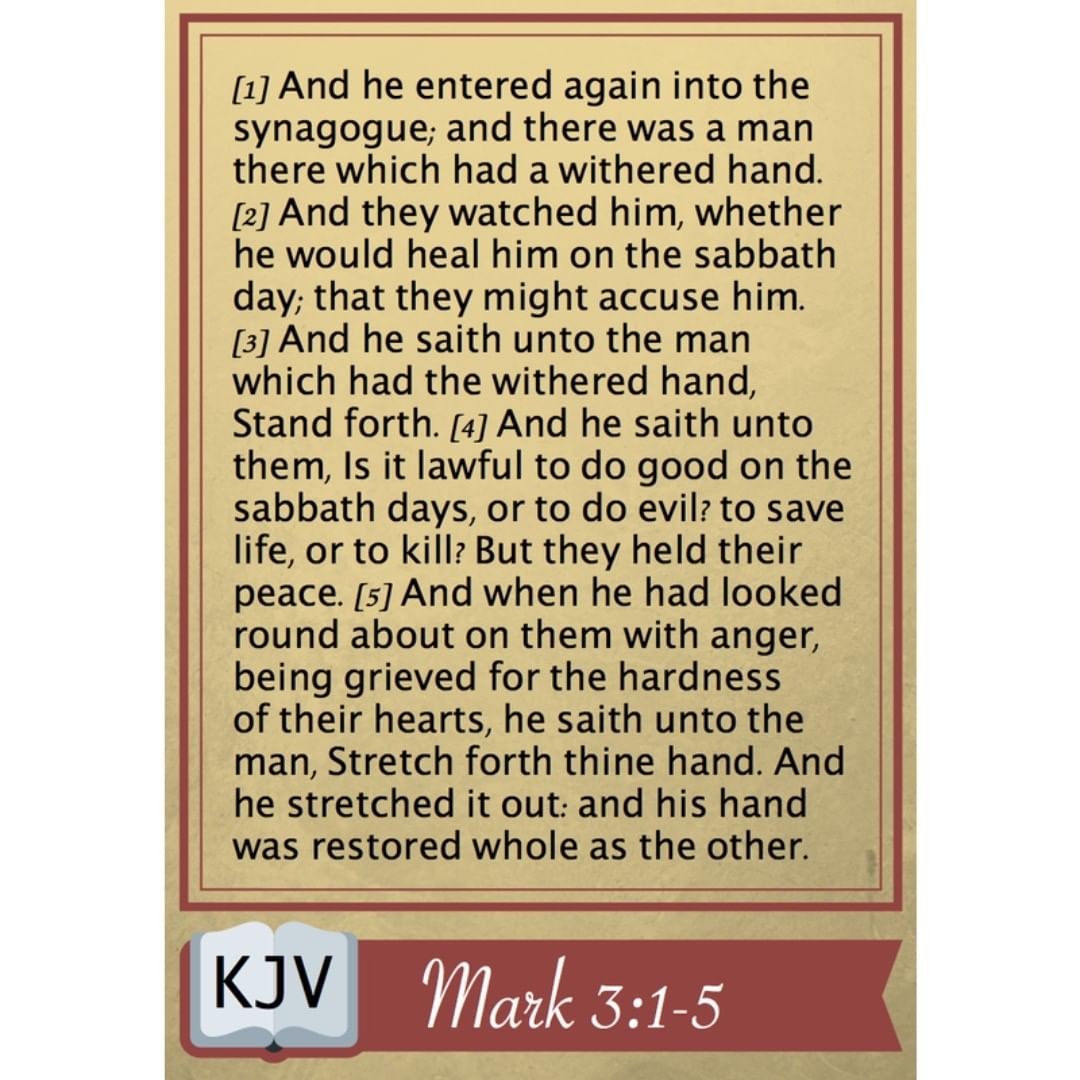 [1] And he entered again into the
synagogue; and there was a man
there which had a withered hand.
[2] And they watched him, whether
he would heal him on the sabbath
day; that they might accuse him.
[3] And he saith unto the man
which had the withered hand,
Stand forth. [4] And he saith unto
them, Is it lawful to do good on the
sabbath days, or to do evil? to save
life, or to kill? But they held their
peace. [5] And when he had looked
round about on them with anger,
being grieved for the hardness
of their hearts, he saith unto the
man, Stretch forth thine hand. And
he stretched it out: and his hand
was restored whole as the other.
KJV
Mark 3:1-5